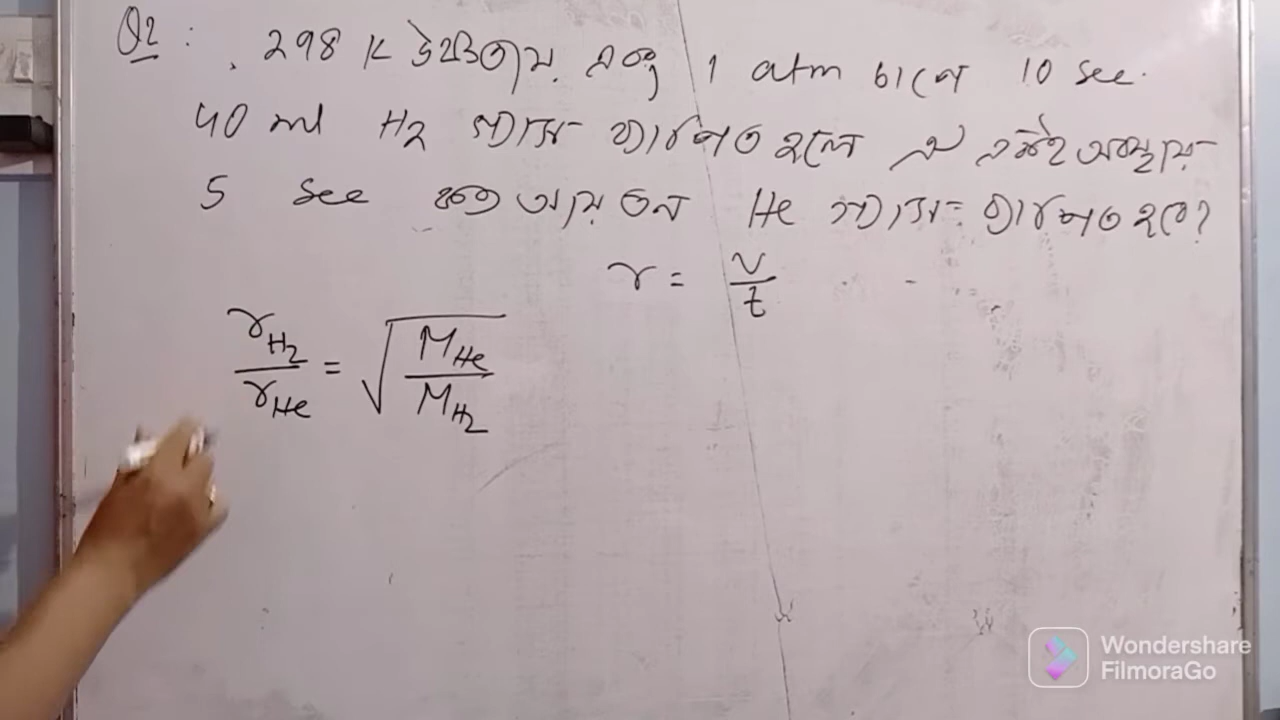 Q2 : 298 K উষ্ণতায় এবং 1 atm চাপে 10 sec.
40 ml H2 গ্যাস ব্যাপিত হলে ঐ একই অবস্থায়
5 sec কত আয়তন He গ্যাস ব্যাপিত হবে?
r = v/t
rH2/rHe = √(MHe/MH2)
Wondershare
FilmoraGo